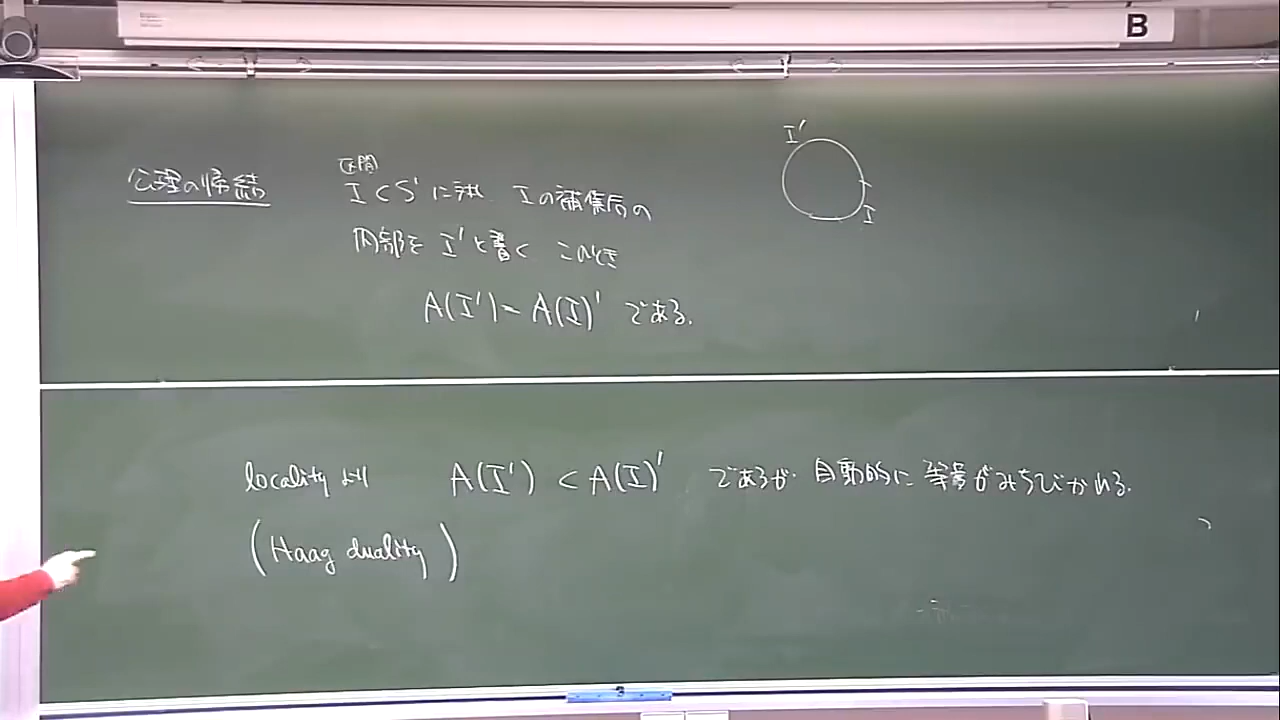 B
I'
I
公理の帰結
区間
I ⊂ S¹ に対し Iの補集合の
内部を I' と書く このとき
A(I') = A(I)' である.
locality より A(I') ⊂ A(I)' であるが 自動的に 等号がみちびかれる.
(Haag duality)